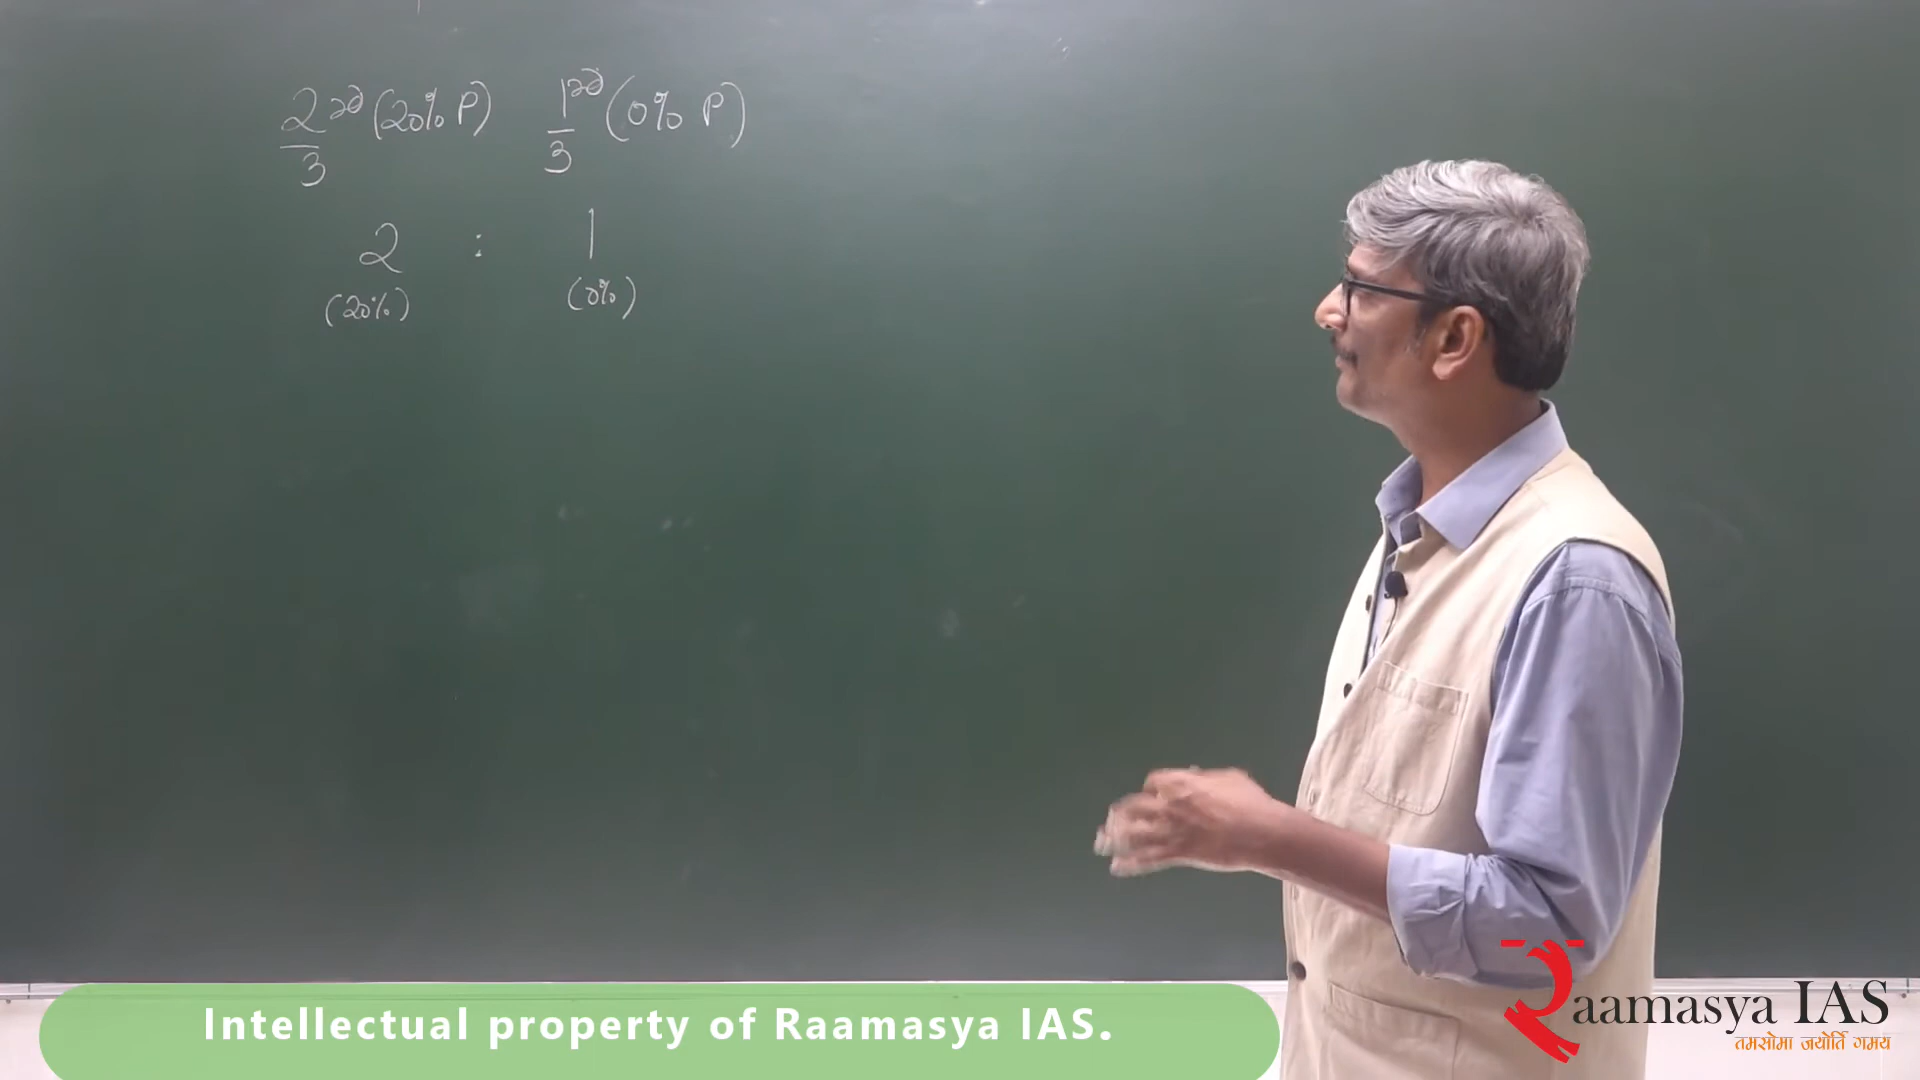 2/3 (20% P) 1/3 (0% P)
2 : 1
(20%) (0%)
Intellectual property of Raamasya IAS.
Raamasya IAS
तमसोमा जयोर्ति गमय